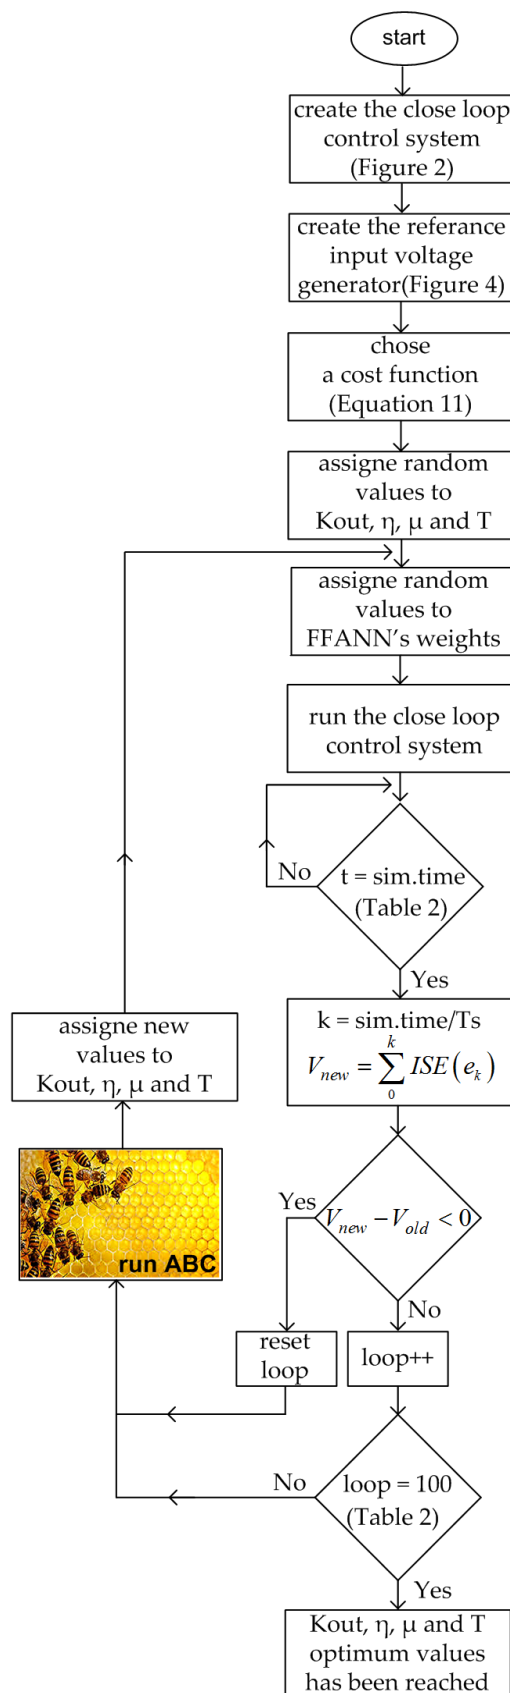 start
create the close loop
control system
(Figure 2)
create the referance
input voltage
generator(Figure 4)
chose
a cost function
(Equation 11)
assigne random
values to
Kout, η, μ and T
assigne random
values to
FFANN's weights
run the close loop
control system
No
t = sim.time
(Table 2)
Yes
k = sim.time/Ts
V_new = ∑_0^k ISE(e_k)
assigne new
values to
Kout, η, μ and T
run ABC
Yes
V_new − V_old < 0
No
reset
loop
loop++
No
loop = 100
(Table 2)
Yes
Kout, η, μ and T
optimum values
has been reached